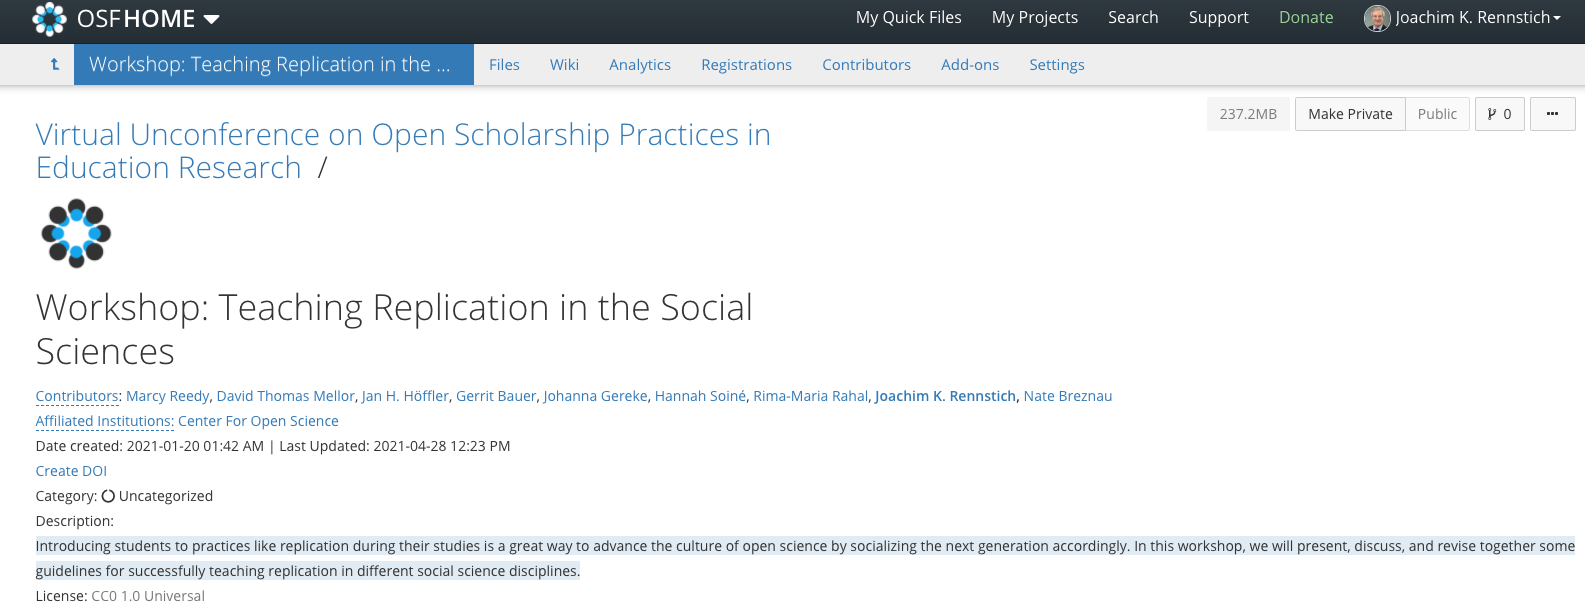 OSFHOME
My Quick Files My Projects Search Support Donate Joachim K. Rennstich
Workshop: Teaching Replication in the ... Files Wiki Analytics Registrations Contributors Add-ons Settings
237.2MB Make Private Public 0 ...
Virtual Unconference on Open Scholarship Practices in
Education Research /
Workshop: Teaching Replication in the Social
Sciences
Contributors: Marcy Reedy, David Thomas Mellor, Jan H. Höffler, Gerrit Bauer, Johanna Gereke, Hannah Soiné, Rima-Maria Rahal, Joachim K. Rennstich, Nate Breznau
Affiliated Institutions: Center For Open Science
Date created: 2021-01-20 01:42 AM | Last Updated: 2021-04-28 12:23 PM
Create DOI
Category: Uncategorized
Description:
Introducing students to practices like replication during their studies is a great way to advance the culture of open science by socializing the next generation accordingly. In this workshop, we will present, discuss, and revise together some
guidelines for successfully teaching replication in different social science disciplines.
License: CC0 1.0 Universal